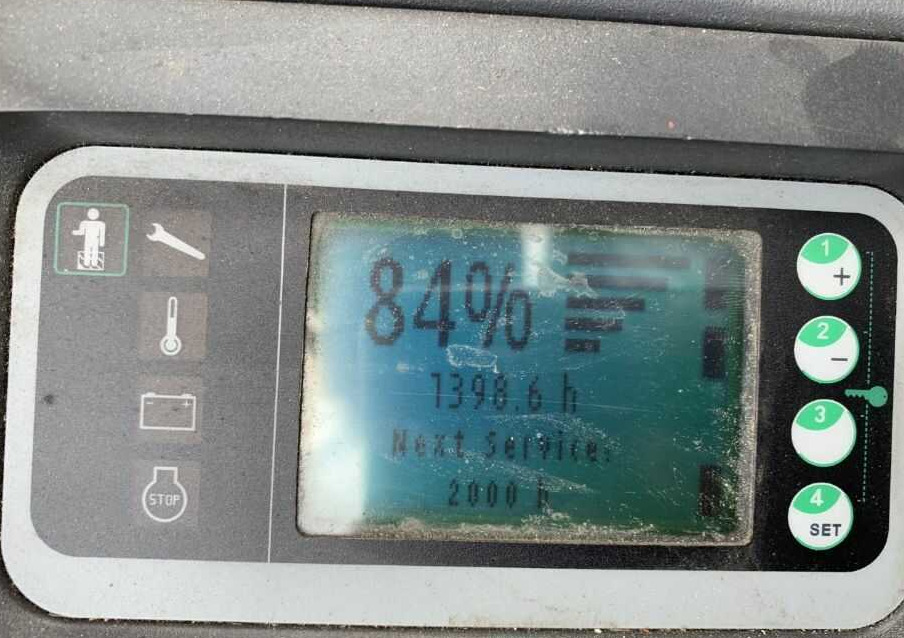 84%
1398.6 h
Next Service:
2000 h
STOP
- +
1
+
2
-
3
4
SET